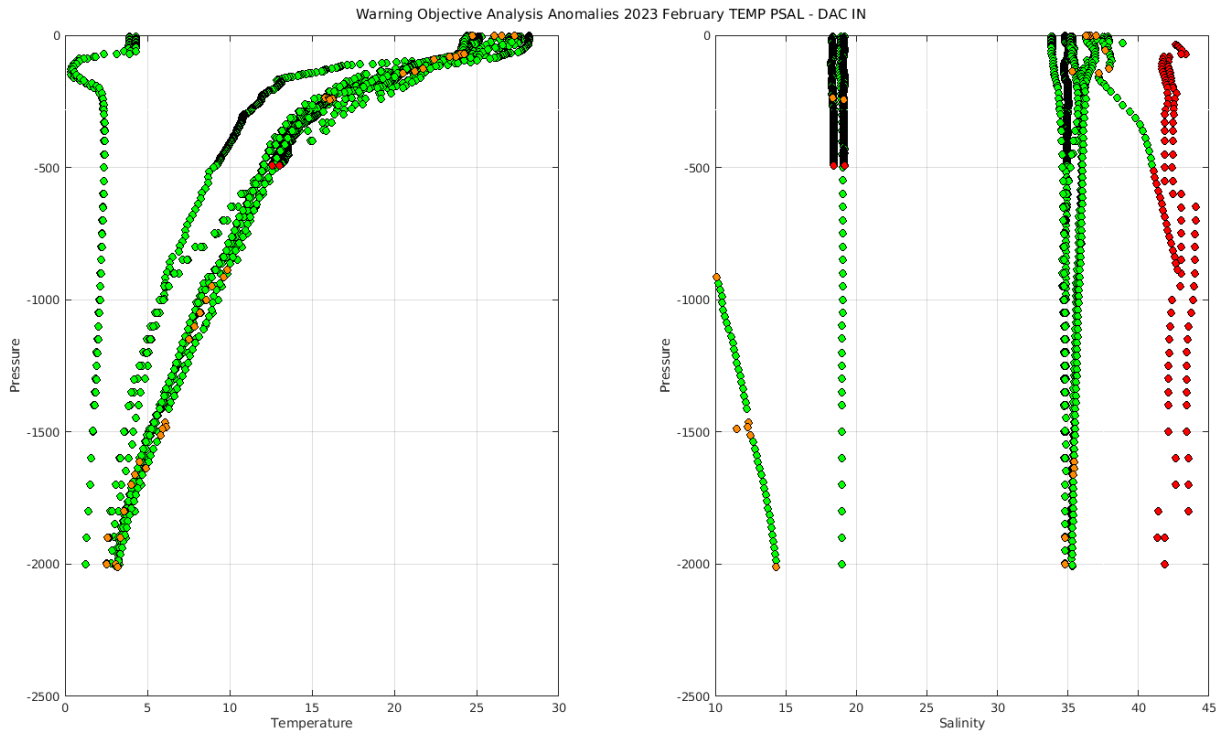 Warning Objective Analysis Anomalies 2023 February TEMP PSAL - DAC IN
0
-500
-1000
-1500
-2000
-2500
Pressure
0 5 10 15 20 25 30
Temperature
0
-500
-1000
-1500
-2000
-2500
Pressure
10 15 20 25 30 35 40 45
Salinity